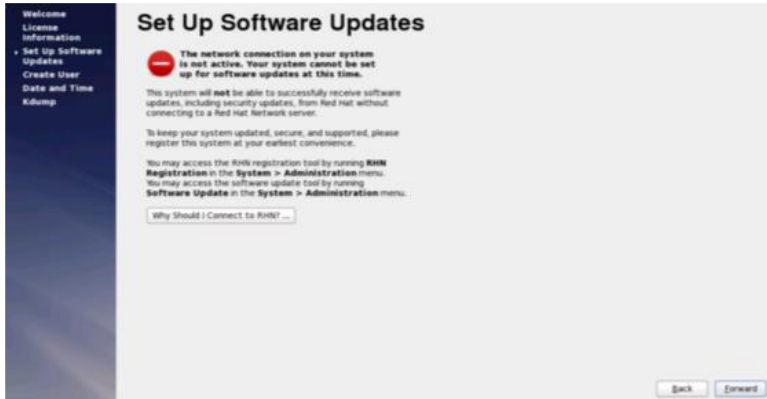 Welcome
License
Information
Set Up Software
Updates
Create User
Date and Time
Kdump
Set Up Software Updates
The network connection on your system
is not active. Your system cannot be set
up for software updates at this time.
This system will not be able to successfully receive software
updates, including security updates, from Red Hat without
connecting to a Red Hat Network server.
To keep your system updated, secure, and supported, please
register this system at your earliest convenience.
You may access the RHN registration tool by running RHN
Registration in the System > Administration menu.
You may access the software update tool by running
Software Update in the System > Administration menu.
Why Should I Connect to RHN? ...
Back
Forward